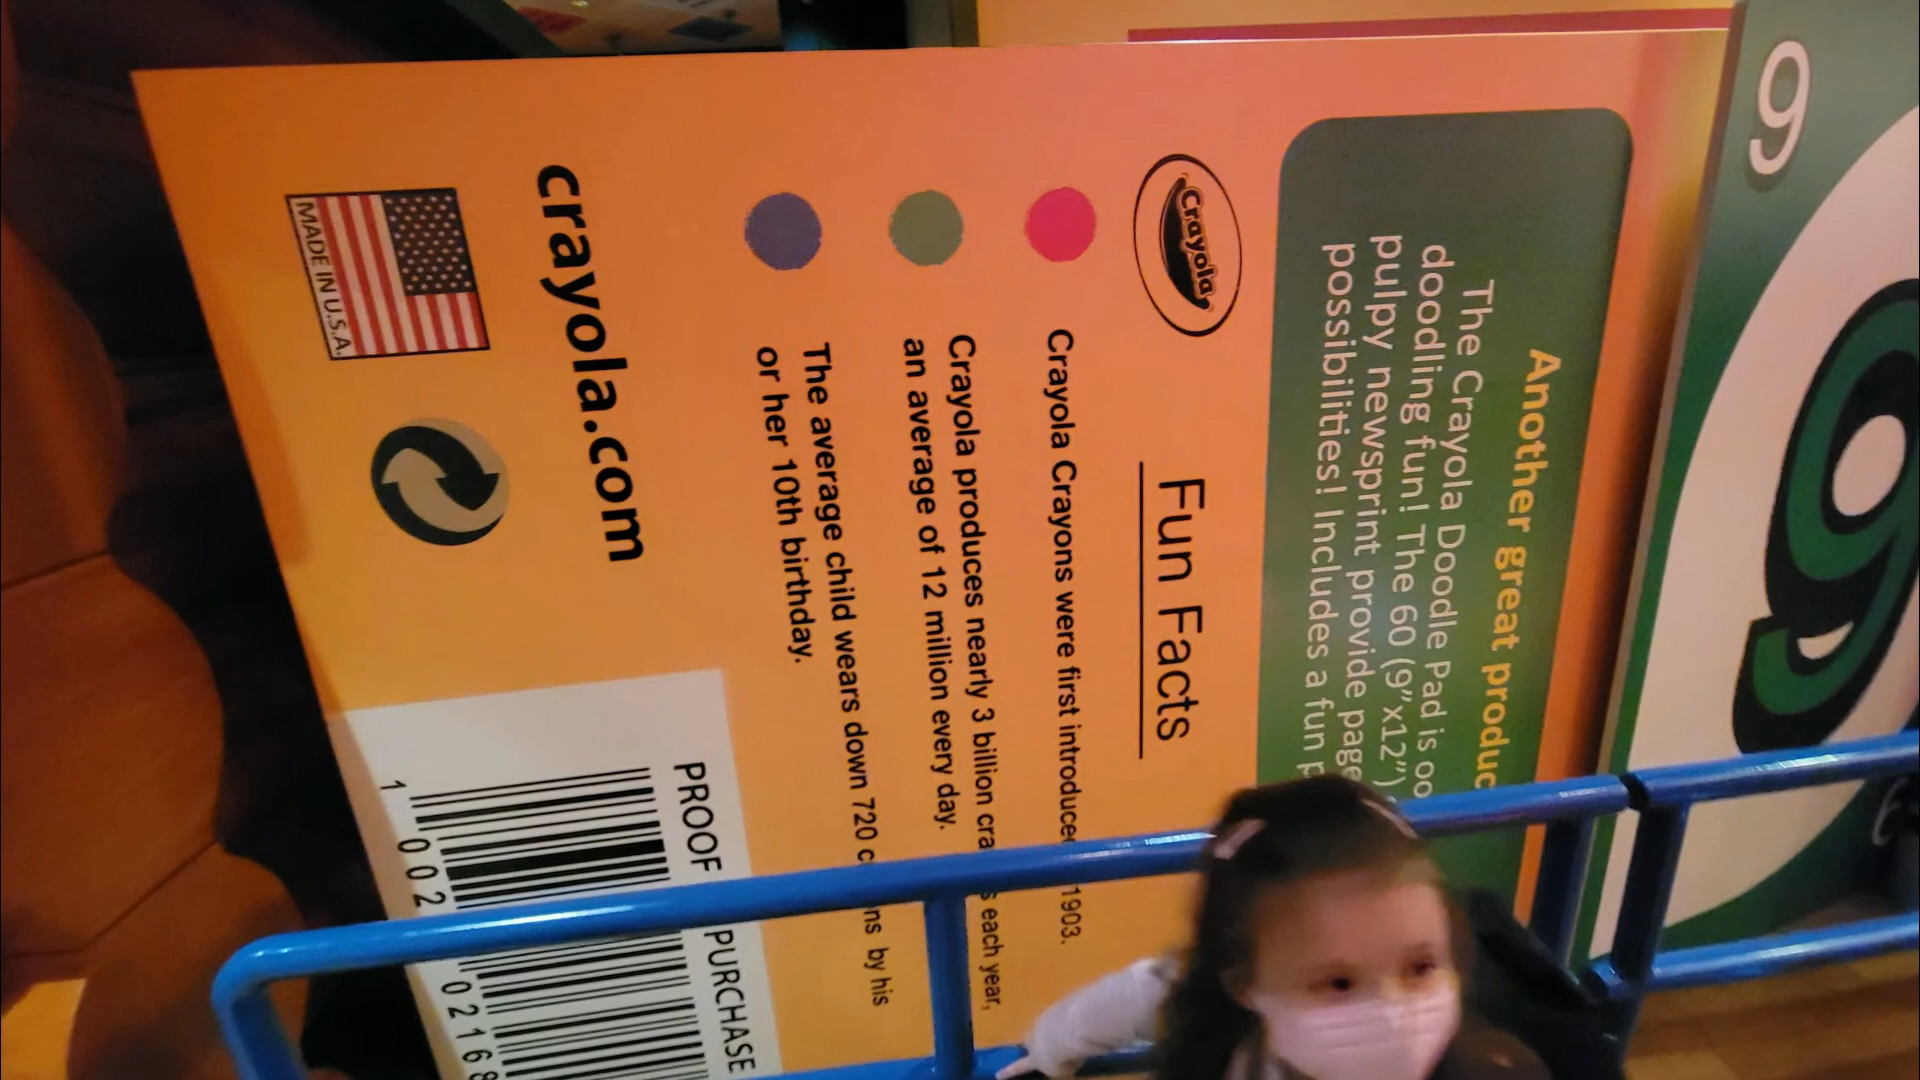 Another great produc
The Crayola Doodle Pad is oo
doodling fun! The 60 (9"x12")
pulpy newsprint provide page
possibilities! Includes a fun p
Crayola
Fun Facts
Crayola Crayons were first introduce 1903.
Crayola produces nearly 3 billion cra s each year,
an average of 12 million every day.
The average child wears down 720 c ns by his
or her 10th birthday.
crayola.com
MADE IN U.S.A.
PROOF PURCHASE
1 002 02168
9